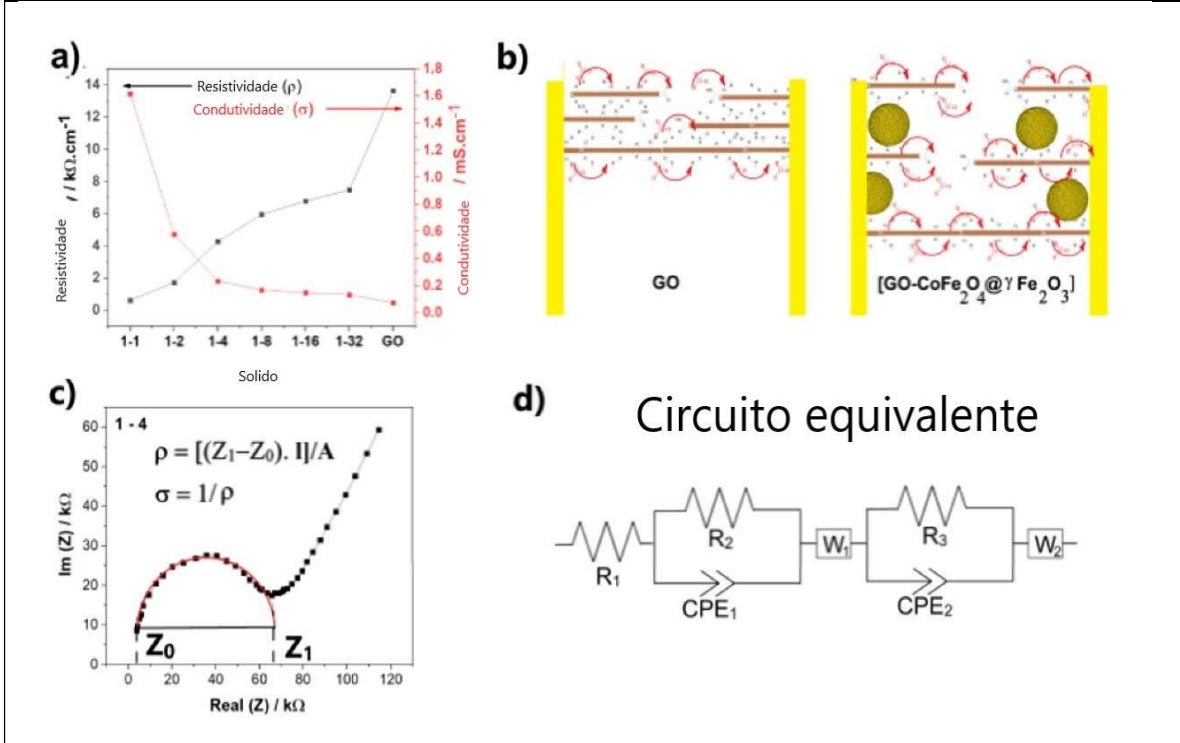 a)
Resistividade (ρ)
Condutividade (σ)
Resistividade
/ kΩ.cm⁻¹
14
12
10
8
6
4
2
0
1.8
1.6
1.4
1.2
1.0
0.8
0.6
0.4
0.2
0.0
Condutividade
/ mS.cm⁻¹
1-1 1-2 1-4 1-8 1-16 1-32 GO
Solido
b)
GO
[GO-CoFe₂O₄@γ Fe₂O₃]
c)
1 - 4
ρ = [(Z₁–Z₀). l]/A
σ = 1/ρ
Im (Z) / kΩ
60
50
40
30
20
10
0
Z₀ Z₁
0 20 40 60 80 100 120
Real (Z) / kΩ
d)
Circuito equivalente
R₁
R₂
CPE₁
W₁
R₃
CPE₂
W₂